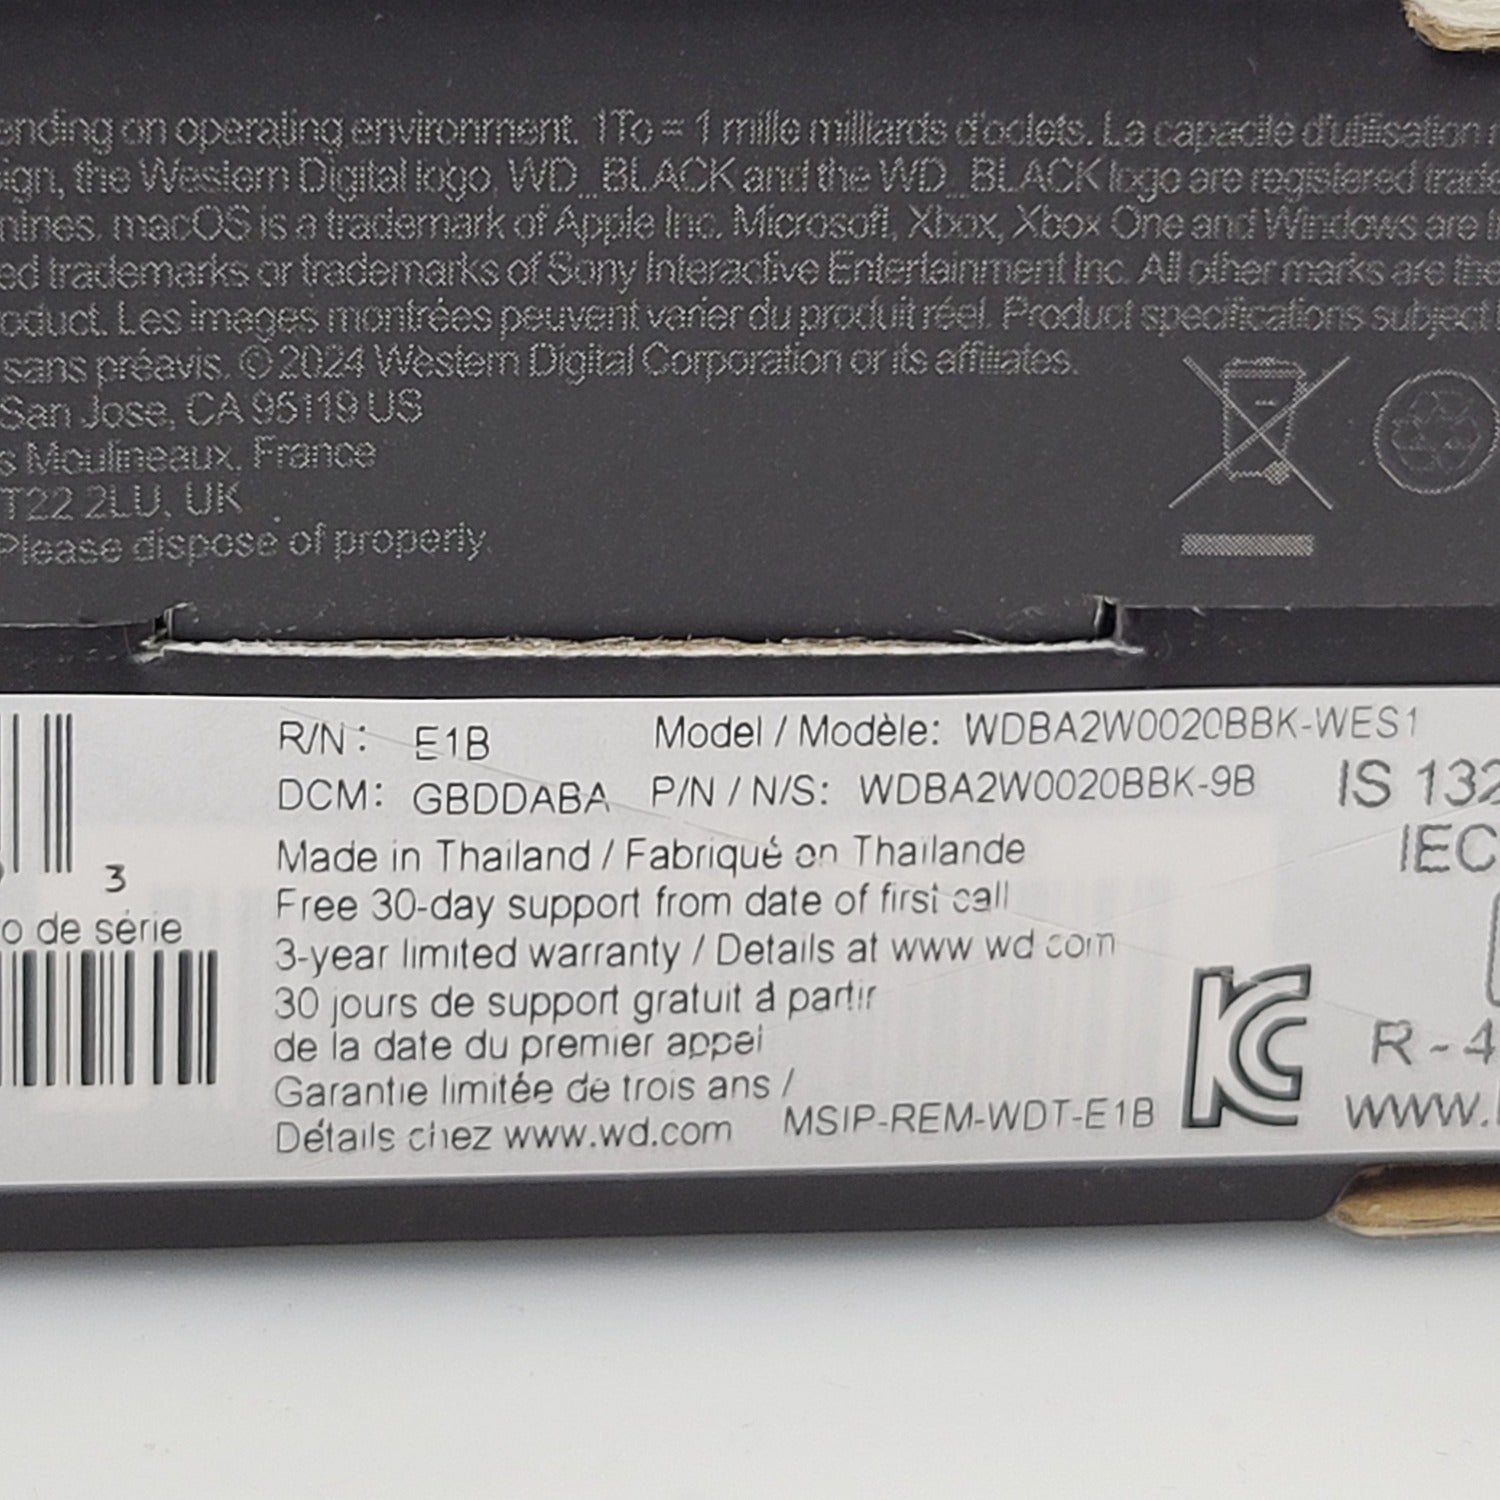 ending on operating environment. 1To = 1 mille milliards d'octets. La capacité d'utilisation
ign, the Western Digital logo, WD_BLACK and the WD_BLACK logo are registered trade
macOS is a trademark of Apple Inc. Microsoft, Xbox, Xbox One and Windows are
ed trademarks or trademarks of Sony Interactive Entertainment Inc. All other marks are the
oduct. Les images montrées peuvent varier du produit réel. Product specifications subject
sans préavis. © 2024 Western Digital Corporation or its affiliates.
San Jose, CA 95119 US
s Moulineaux, France
T22 2LU, UK
Please dispose of properly.
R/N: E1B Model / Modèle: WDBA2W0020BBK-WES1
DCM: GBDDABA P/N / N/S: WDBA2W0020BBK-9B
IS 132
IEC
Made in Thailand / Fabriqué en Thaïlande
Free 30-day support from date of first call
3-year limited warranty / Details at www.wd.com
30 jours de support gratuit à partir
de la date du premier appel
Garantie limitée de trois ans /
Détails chez www.wd.com
MSIP-REM-WDT-E1B
3
o de série
R-4
www.